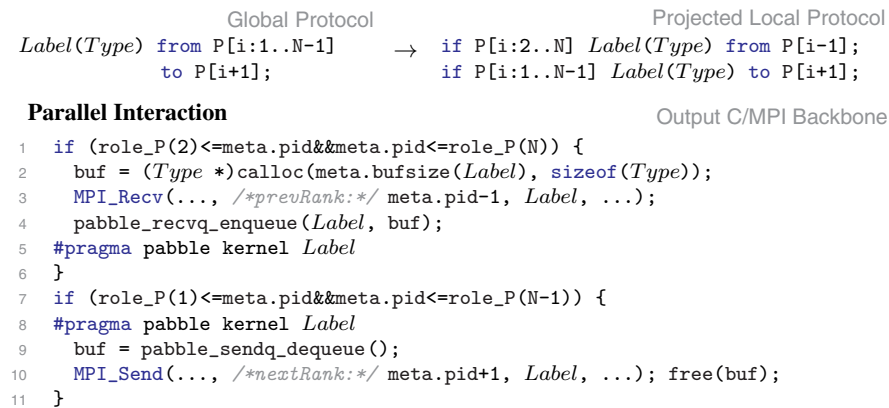 Global Protocol Projected Local Protocol
Label(Type) from P[i:1..N-1] → if P[i:2..N] Label(Type) from P[i-1];
to P[i+1]; if P[i:1..N-1] Label(Type) to P[i+1];
Parallel Interaction Output C/MPI Backbone
1 if (role_P(2)<=meta.pid&&meta.pid<=role_P(N)) {
2 buf = (Type *)calloc(meta.bufsize(Label), sizeof(Type));
3 MPI_Recv(..., /*prevRank:*/ meta.pid-1, Label, ...);
4 pabble_recvq_enqueue(Label, buf);
5 #pragma pabble kernel Label
6 }
7 if (role_P(1)<=meta.pid&&meta.pid<=role_P(N-1)) {
8 #pragma pabble kernel Label
9 buf = pabble_sendq_dequeue();
10 MPI_Send(..., /*nextRank:*/ meta.pid+1, Label, ...); free(buf);
11 }